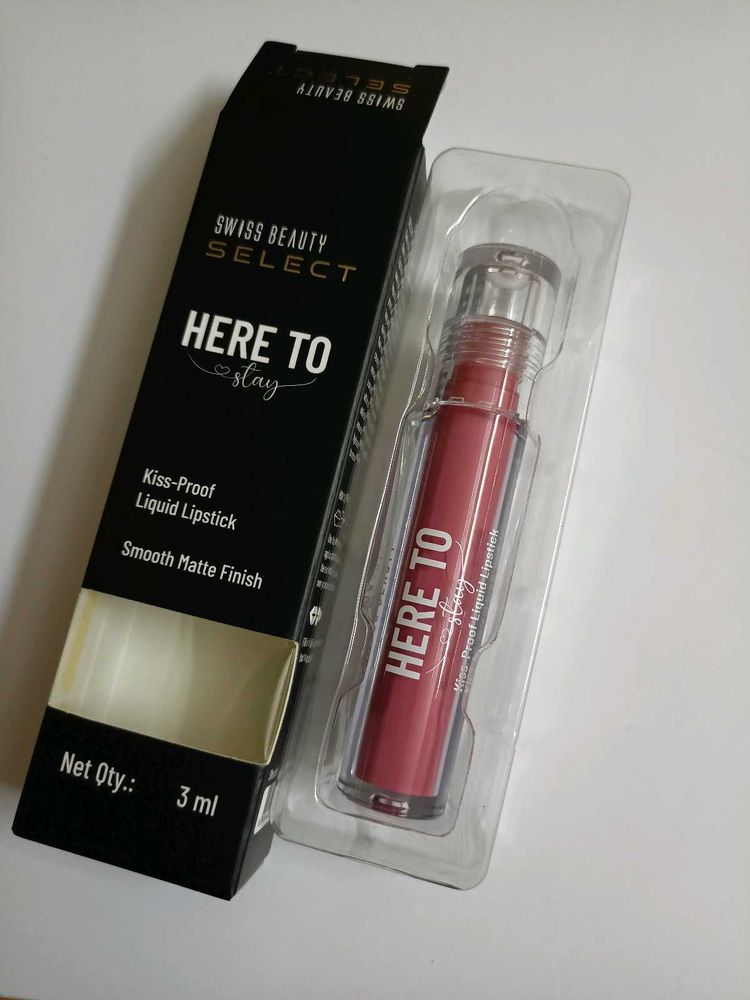 SWISS BEAUTY
SELECT
SWISS BEAUTY
SELECT
HERE TO
stay
Kiss-Proof
Liquid Lipstick
Smooth Matte Finish
Net Qty.: 3 ml
HERE TO
stay
Kiss-Proof Liquid Lipstick